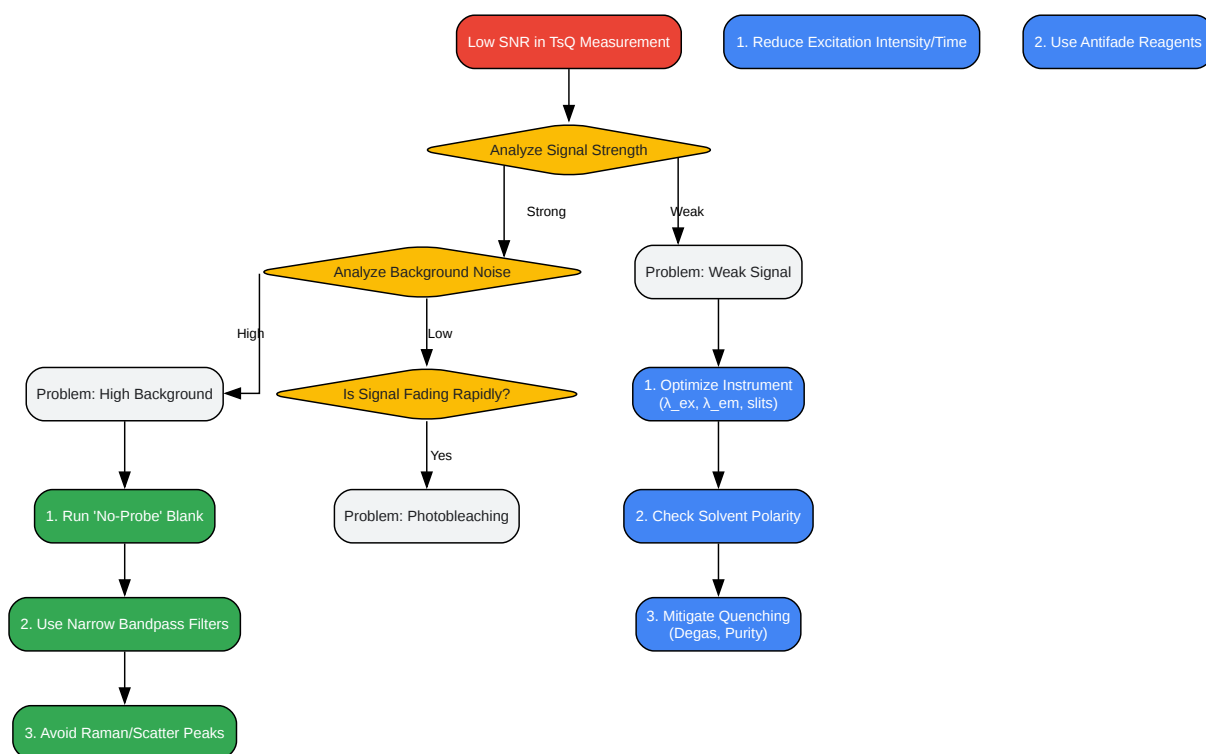 Low SNR in TsQ Measurement
1. Reduce Excitation Intensity/Time
2. Use Antifade Reagents
Analyze Signal Strength
Strong
Weak
Analyze Background Noise
Problem: Weak Signal
High
Low
Problem: High Background
Is Signal Fading Rapidly?
1. Optimize Instrument
(λ_ex, λ_em, slits)
Yes
1. Run 'No-Probe' Blank
Problem: Photobleaching
2. Check Solvent Polarity
2. Use Narrow Bandpass Filters
3. Mitigate Quenching
(Degas, Purity)
3. Avoid Raman/Scatter Peaks